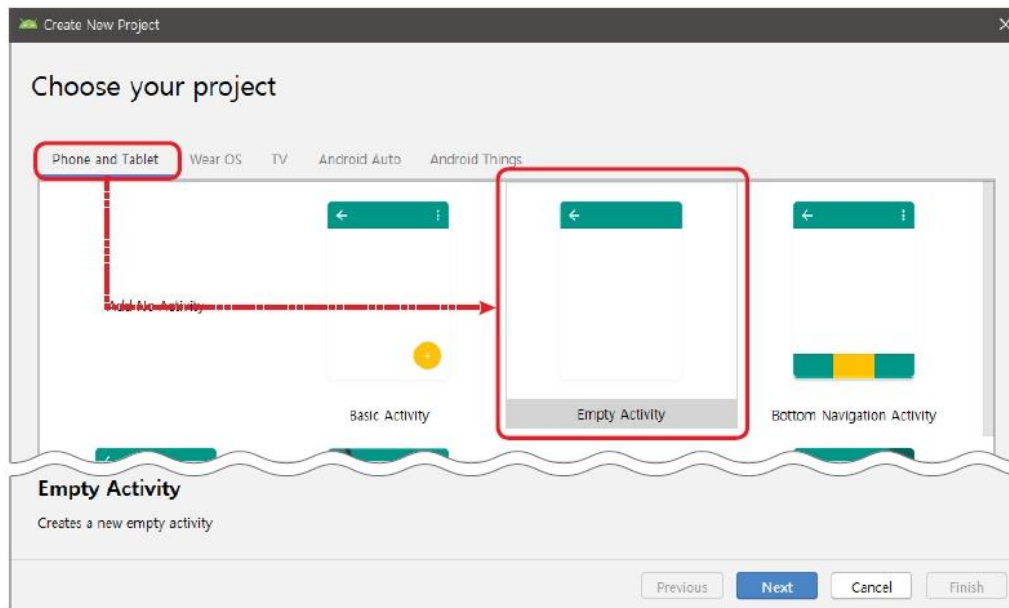 Create New Project
Choose your project
Phone and Tablet Wear OS TV Android Auto Android Things
Add No Activity
Basic Activity Empty Activity Bottom Navigation Activity
Empty Activity
Creates a new empty activity
Previous Next Cancel Finish